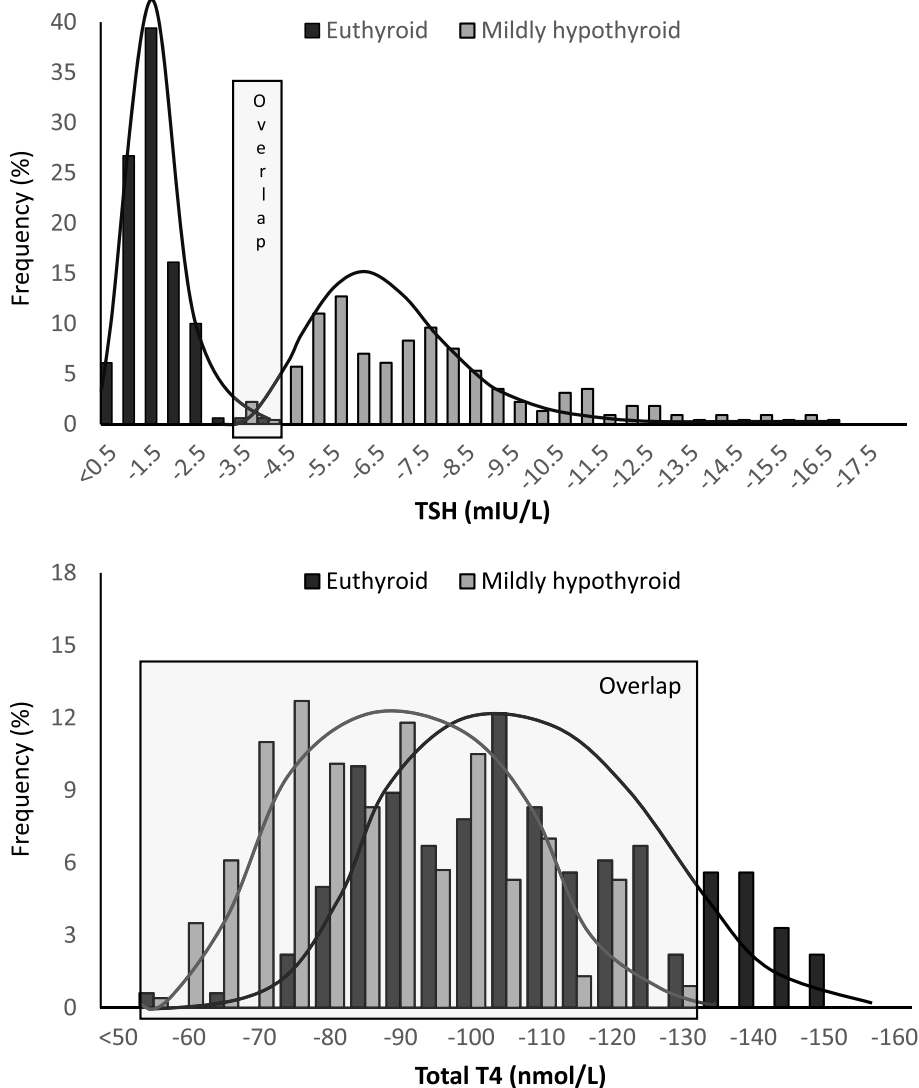 Euthyroid Mildly hypothyroid
40
35
30
25
20
15
10
5
0
Frequency (%)
Overlap
<0.5 -1.5 -2.5 -3.5 -4.5 -5.5 -6.5 -7.5 -8.5 -9.5 -10.5 -11.5 -12.5 -13.5 -14.5 -15.5 -16.5 -17.5
TSH (mIU/L)
Euthyroid Mildly hypothyroid
18
15
12
9
6
3
0
Frequency (%)
Overlap
<50 -60 -70 -80 -90 -100 -110 -120 -130 -140 -150 -160
Total T4 (nmol/L)